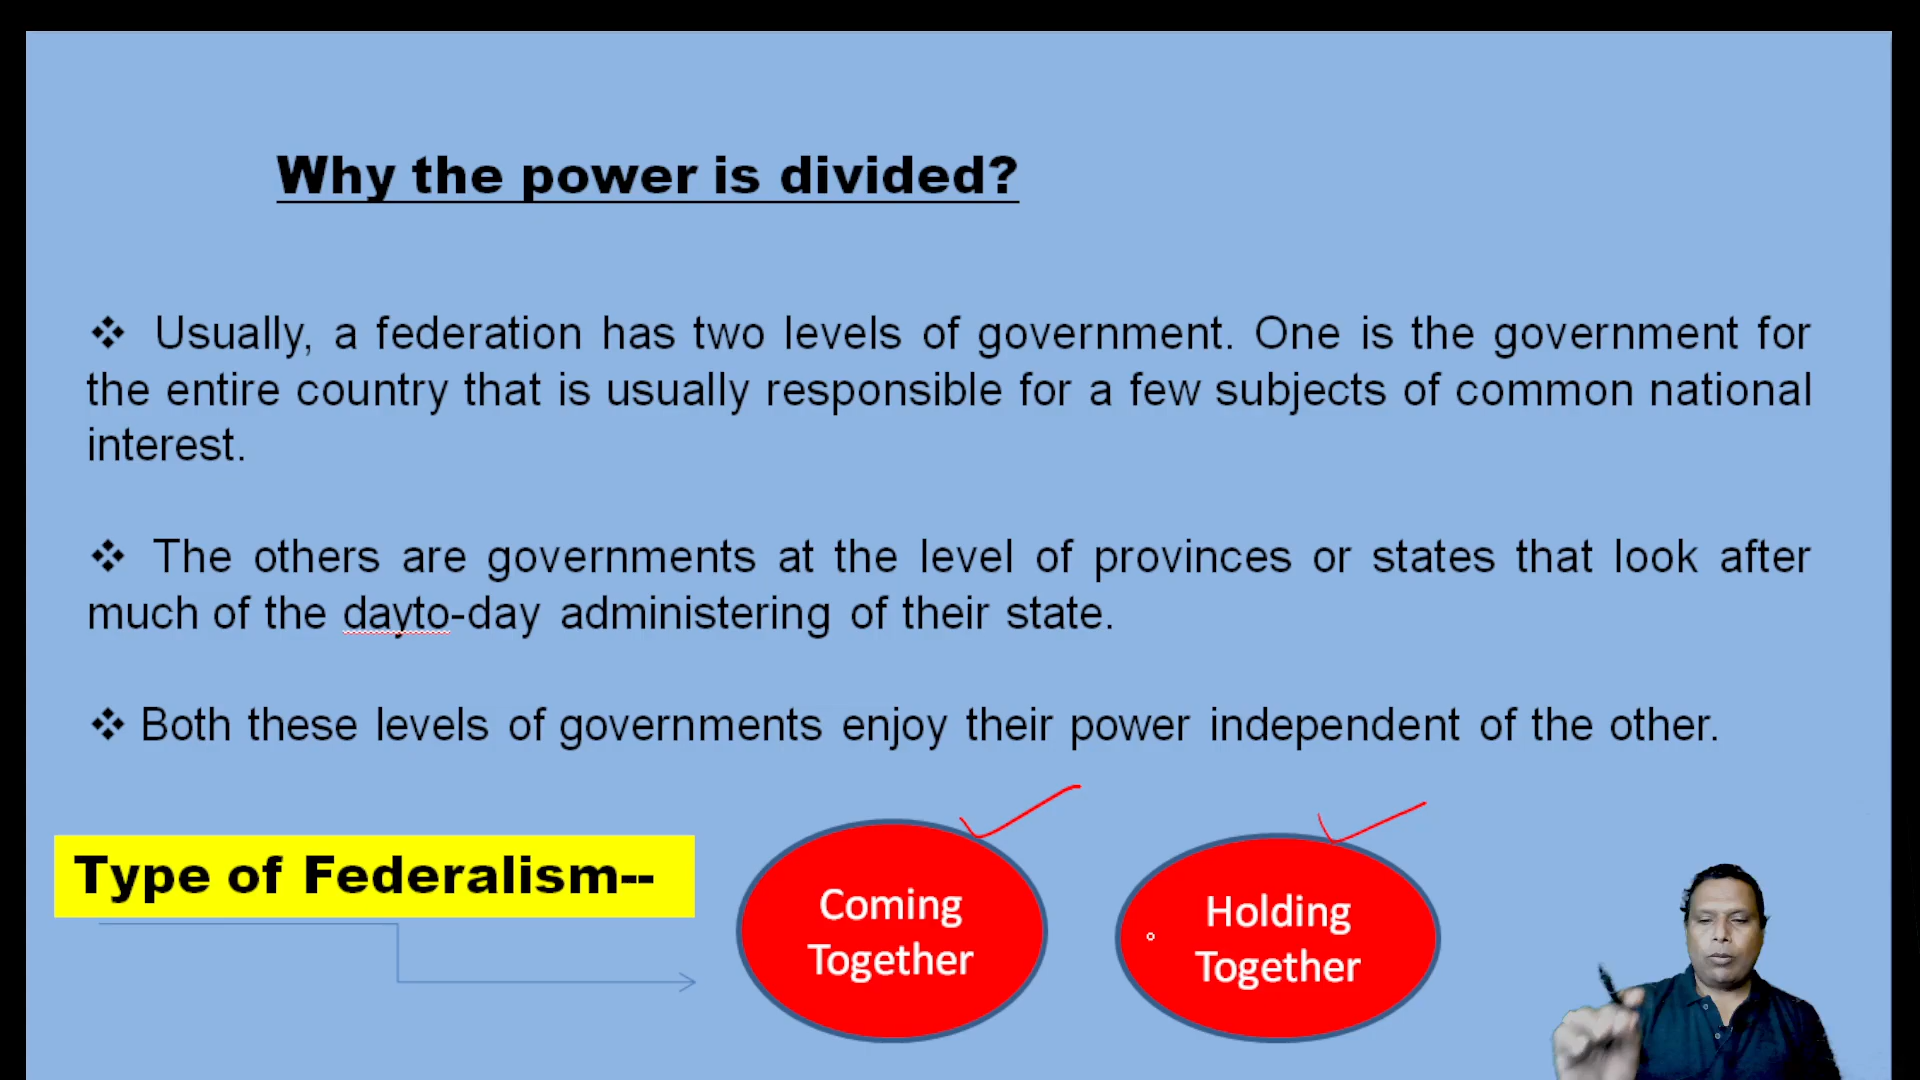 Why the power is divided?
❖ Usually, a federation has two levels of government. One is the government for
the entire country that is usually responsible for a few subjects of common national
interest.
❖ The others are governments at the level of provinces or states that look after
much of the dayto-day administering of their state.
❖ Both these levels of governments enjoy their power independent of the other.
Type of Federalism--
Coming
Together
Holding
Together